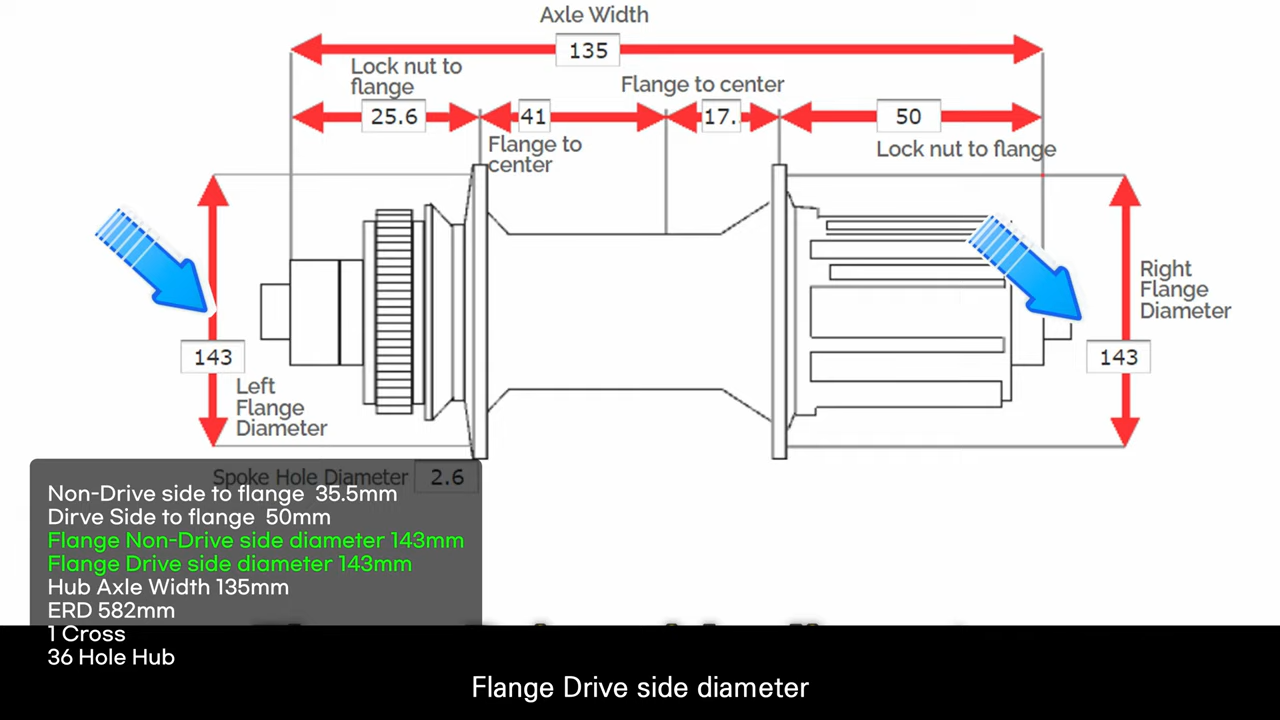 Axle Width
135
Lock nut to
flange
Flange to center
25.6
41
17.
50
Flange to
center
Lock nut to flange
Right
Flange
Diameter
143
143
Left
Flange
Diameter
Spoke Hole Diameter 2.6
Non-Drive side to flange 35.5mm
Dirve Side to flange 50mm
Flange Non-Drive side diameter 143mm
Flange Drive side diameter 143mm
Hub Axle Width 135mm
ERD 582mm
1 Cross
36 Hole Hub
Flange Drive side diameter